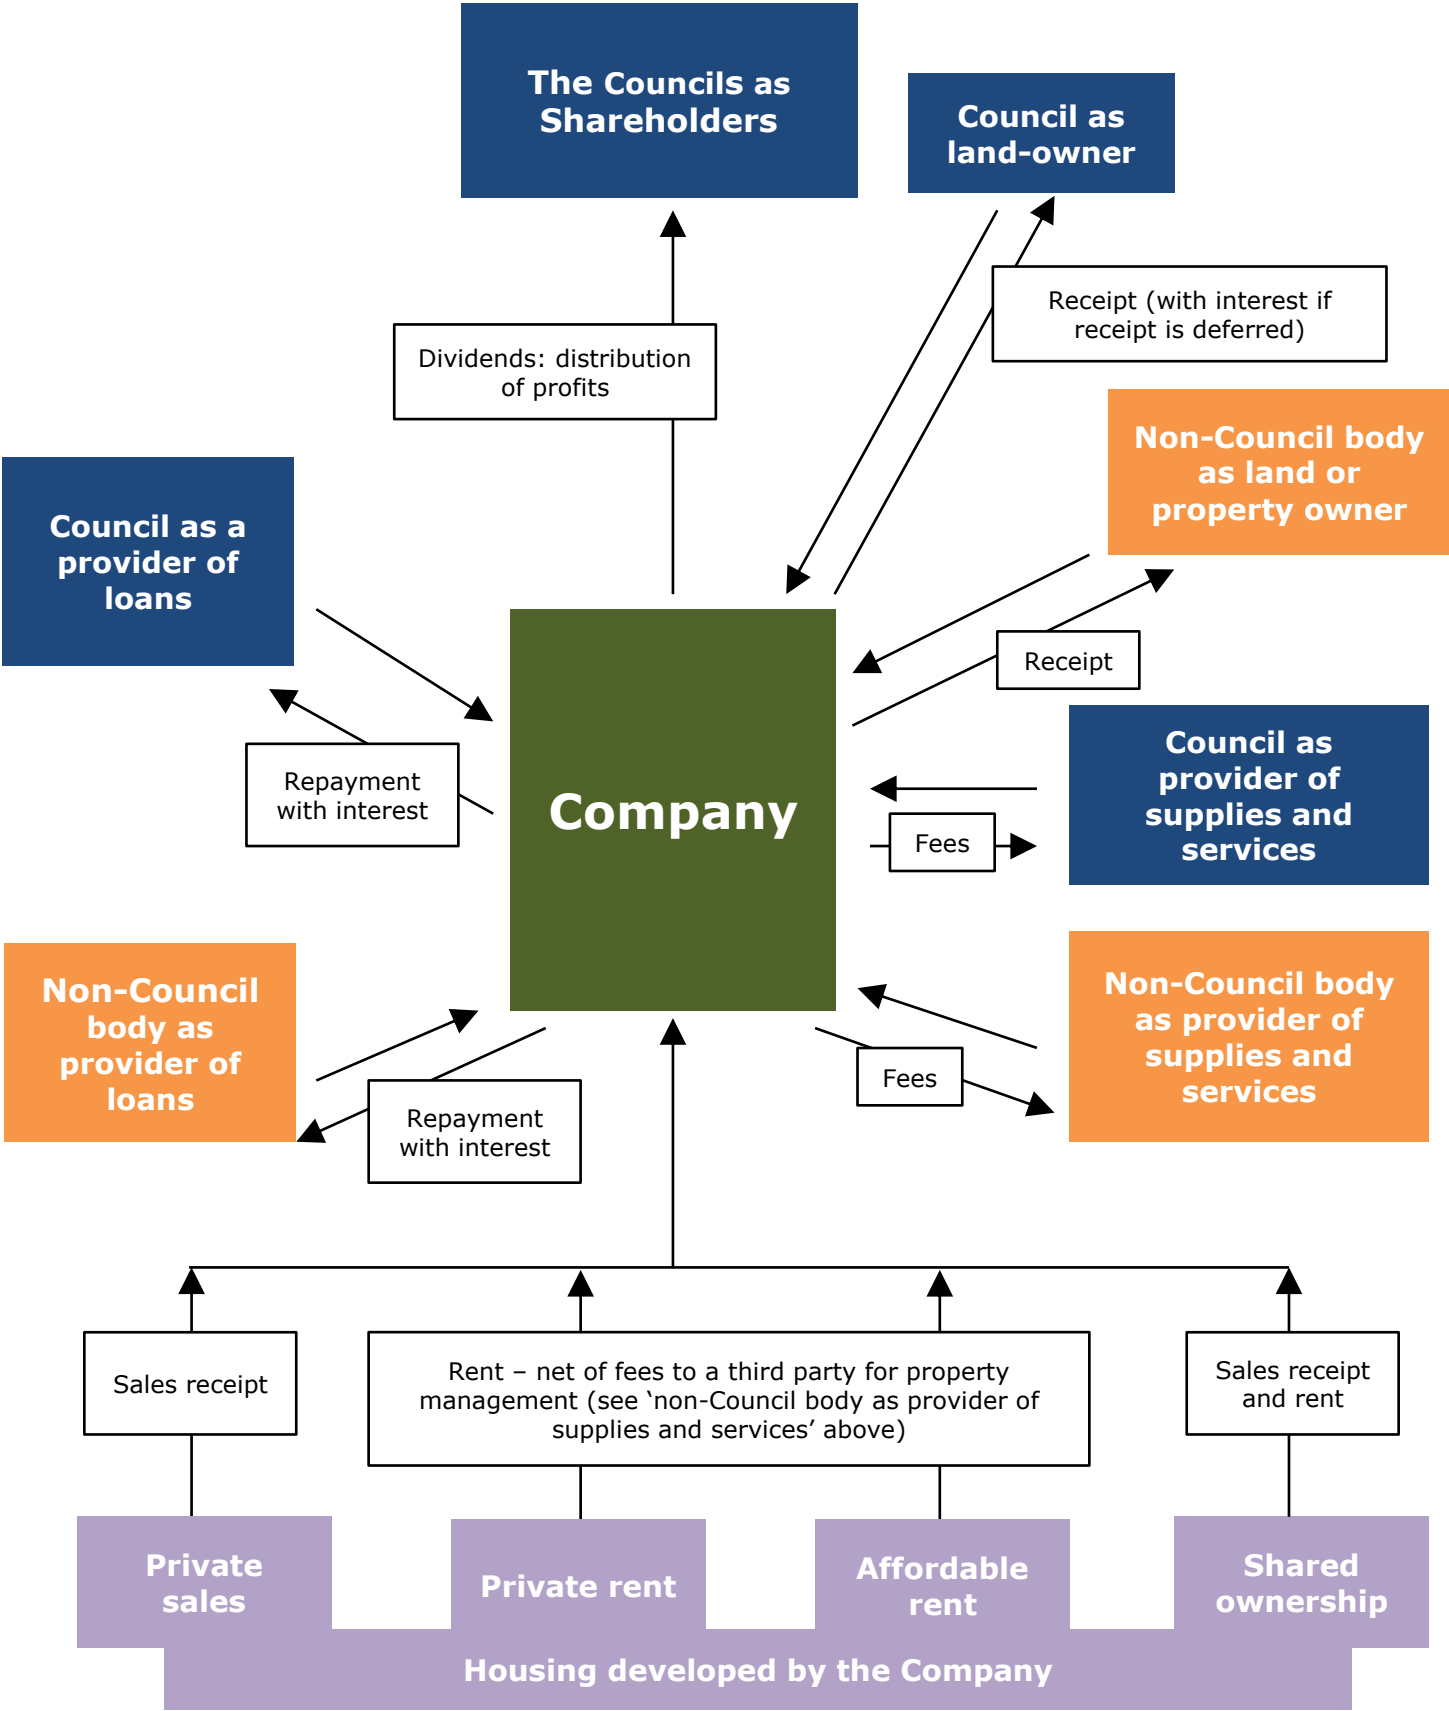 The Councils as
Shareholders
Council as
land-owner
Receipt (with interest if
receipt is deferred)
Dividends: distribution
of profits
Non-Council body
as land or
property owner
Council as a
provider of
loans
Receipt
Repayment
with interest
Company
Council as
provider of
supplies and
services
Fees
Non-Council
body as
provider of
loans
Non-Council body
as provider of
supplies and
services
Fees
Repayment
with interest
Sales receipt
Rent – net of fees to a third party for property
management (see ‘non-Council body as provider of
supplies and services’ above)
Sales receipt
and rent
Private
sales
Private rent
Affordable
rent
Shared
ownership
Housing developed by the Company